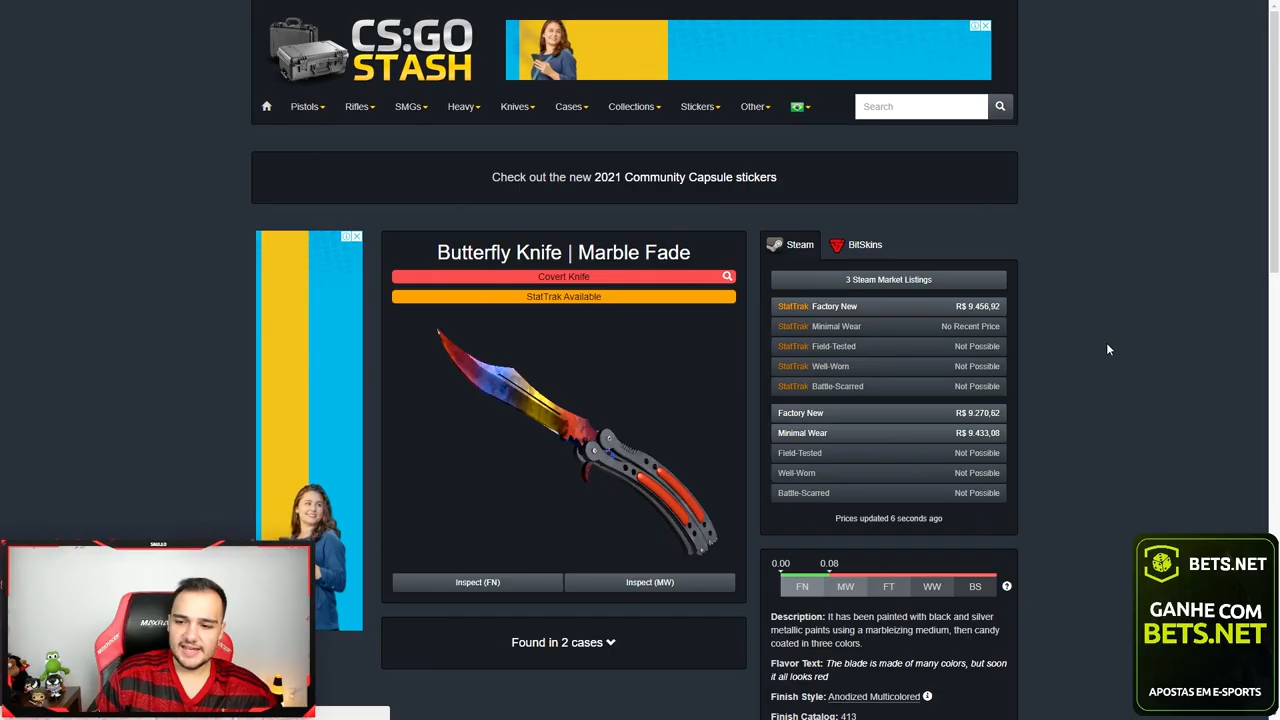 CS:GO
STASH
Pistols Rifles SMGs Heavy Knives Cases Collections Stickers Other Search
Check out the new 2021 Community Capsule stickers
Butterfly Knife | Marble Fade
Covert Knife
StatTrak Available
Inspect (FN) Inspect (MW)
Found in 2 cases
Steam BitSkins
3 Steam Market Listings
StatTrak Factory New R$ 9.456,92
StatTrak Minimal Wear No Recent Price
StatTrak Field-Tested Not Possible
StatTrak Well-Worn Not Possible
StatTrak Battle-Scarred Not Possible
Factory New R$ 9.270,62
Minimal Wear R$ 9.433,08
Field-Tested Not Possible
Well-Worn Not Possible
Battle-Scarred Not Possible
Prices updated 6 seconds ago
0.00 0.08
FN MW FT WW BS
Description: It has been painted with black and silver
metallic paints using a marbleizing medium, then candy
coated in three colors.
Flavor Text: The blade is made of many colors, but soon
it all looks red
Finish Style: Anodized Multicolored
Finish Catalog: 413
BETS.NET
GANHE COM
BETS.NET
APOSTAS EM E-SPORTS